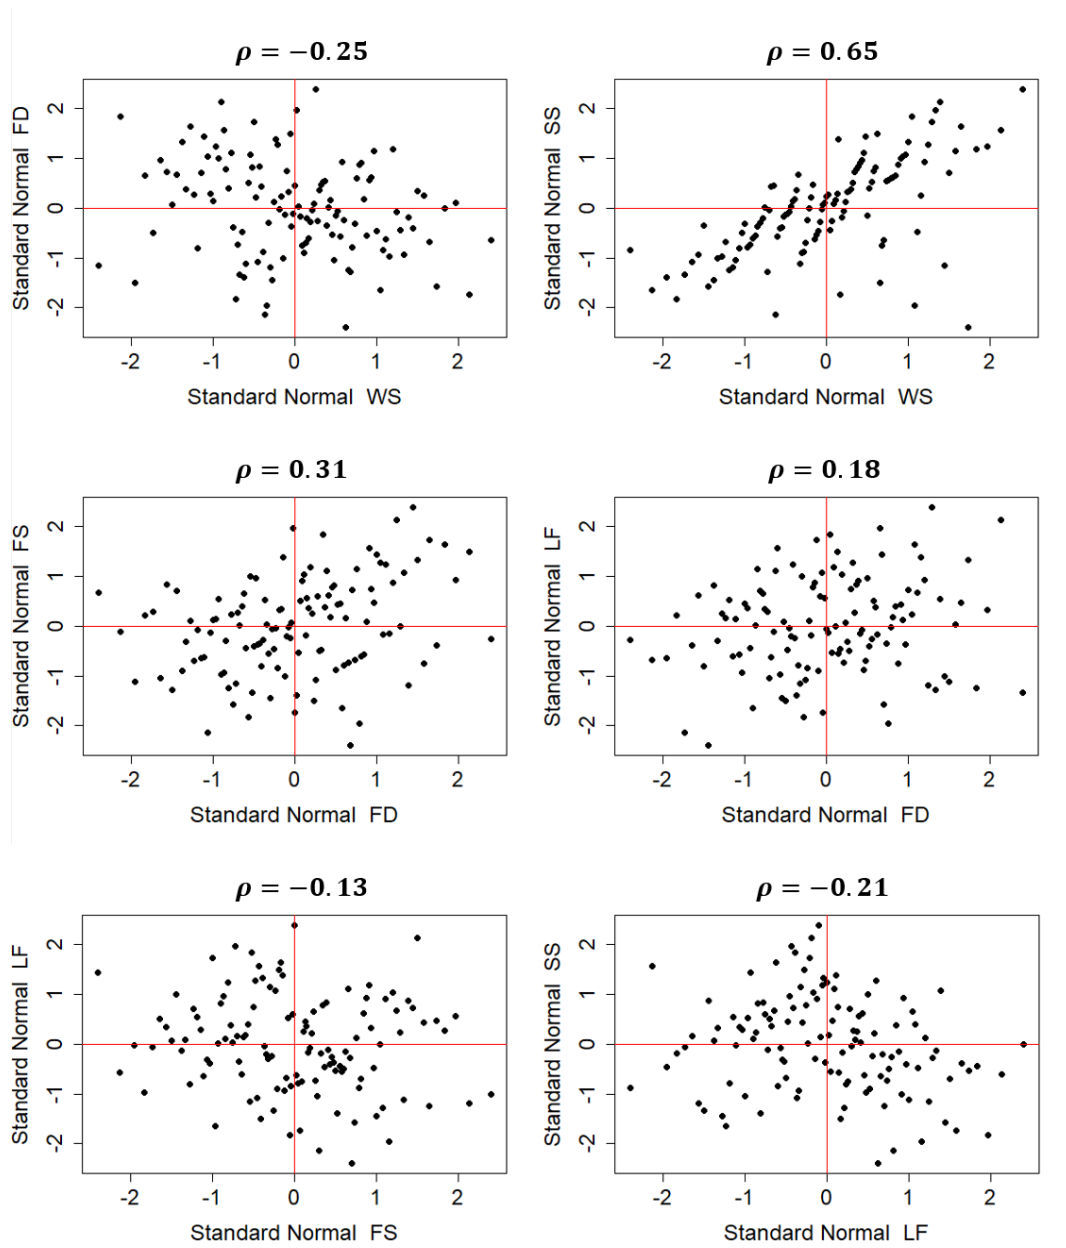 ρ = −0.25
2
1
0
-1
-2
Standard Normal FD
-2 -1 0 1 2
Standard Normal WS
ρ = 0.65
2
1
0
-1
-2
Standard Normal SS
-2 -1 0 1 2
Standard Normal WS
ρ = 0.31
2
1
0
-1
-2
Standard Normal FS
-2 -1 0 1 2
Standard Normal FD
ρ = 0.18
2
1
0
-1
-2
Standard Normal LF
-2 -1 0 1 2
Standard Normal FD
ρ = −0.13
2
1
0
-1
-2
Standard Normal LF
-2 -1 0 1 2
Standard Normal FS
ρ = −0.21
2
1
0
-1
-2
Standard Normal SS
-2 -1 0 1 2
Standard Normal LF